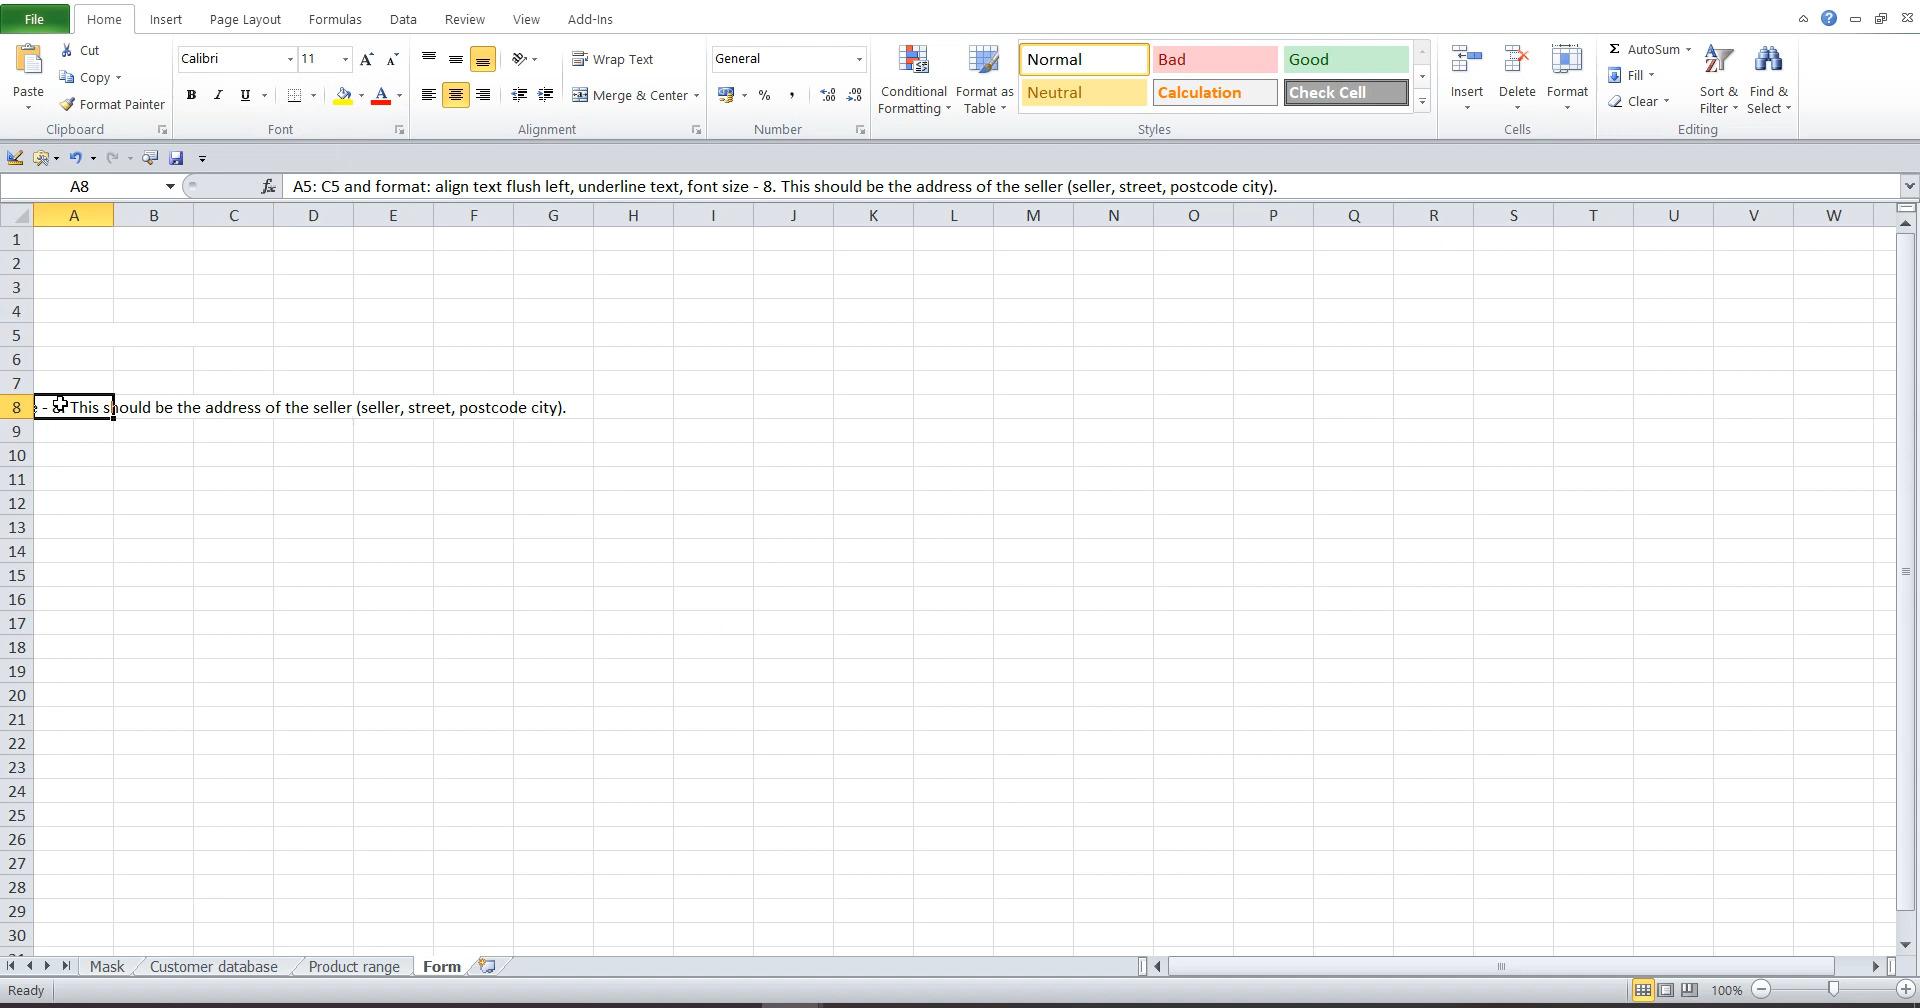 File Home Insert Page Layout Formulas Data Review View Add-Ins
Paste Cut Copy Format Painter Clipboard
Calibri 11 B I U Font
Wrap Text Merge & Center Alignment
General % , Number
Conditional Formatting Format as Table
Normal Bad Good
Neutral Calculation Check Cell
Styles
Insert Delete Format Cells
AutoSum Fill Clear Sort & Filter Find & Select Editing
A8 fx A5: C5 and format: align text flush left, underline text, font size - 8. This should be the address of the seller (seller, street, postcode city).
A B C D E F G H I J K L M N O P Q R S T U V W
1
2
3
4
5
6
7
8 e - 8. This should be the address of the seller (seller, street, postcode city).
9
10
11
12
13
14
15
16
17
18
19
20
21
22
23
24
25
26
27
28
29
30
Mask Customer database Product range Form
Ready 100%